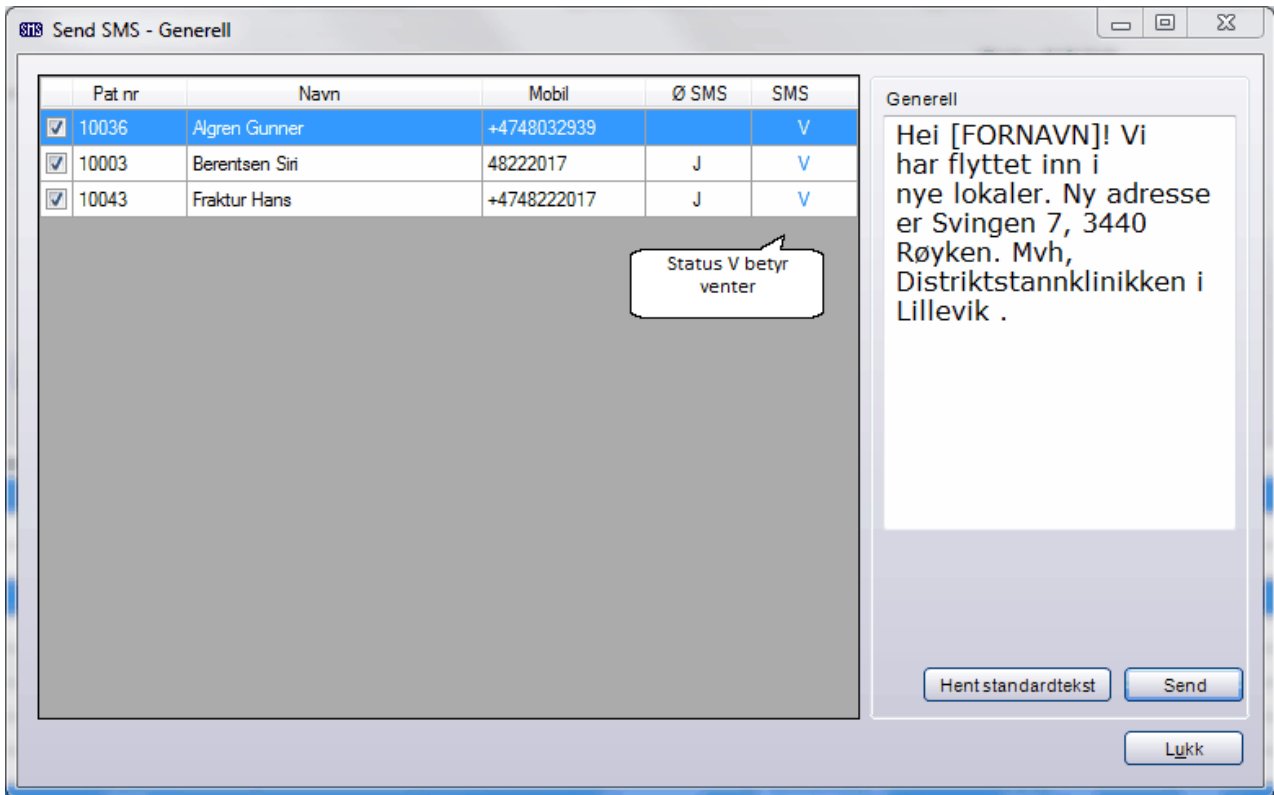 SMS Send SMS - Generell
Pat nr Navn Mobil Ø SMS SMS
10036 Algren Gunner +4748032939 V
10003 Berentsen Siri 48222017 J V
10043 Fraktur Hans +4748222017 J V
Status V betyr
venter
Generell
Hei [FORNAVN]! Vi
har flyttet inn i
nye lokaler. Ny adresse
er Svingen 7, 3440
Røyken. Mvh,
Distriktstannklinikken i
Lillevik .
Hent standardtekst Send
Lukk